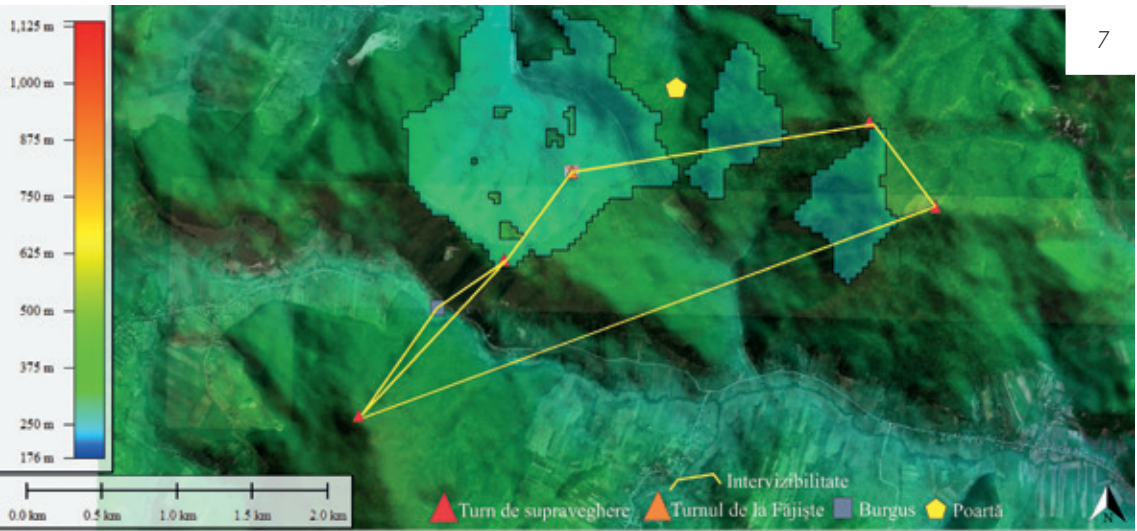 7
1,125 m
1,000 m
875 m
750 m
625 m
500 m
375 m
250 m
176 m
0.0 km 0.5 km 1.0 km 1.5 km 2.0 km
Intervizibilitate
Turn de supraveghere Turnul de la Făjiște Burgus Poartă
N